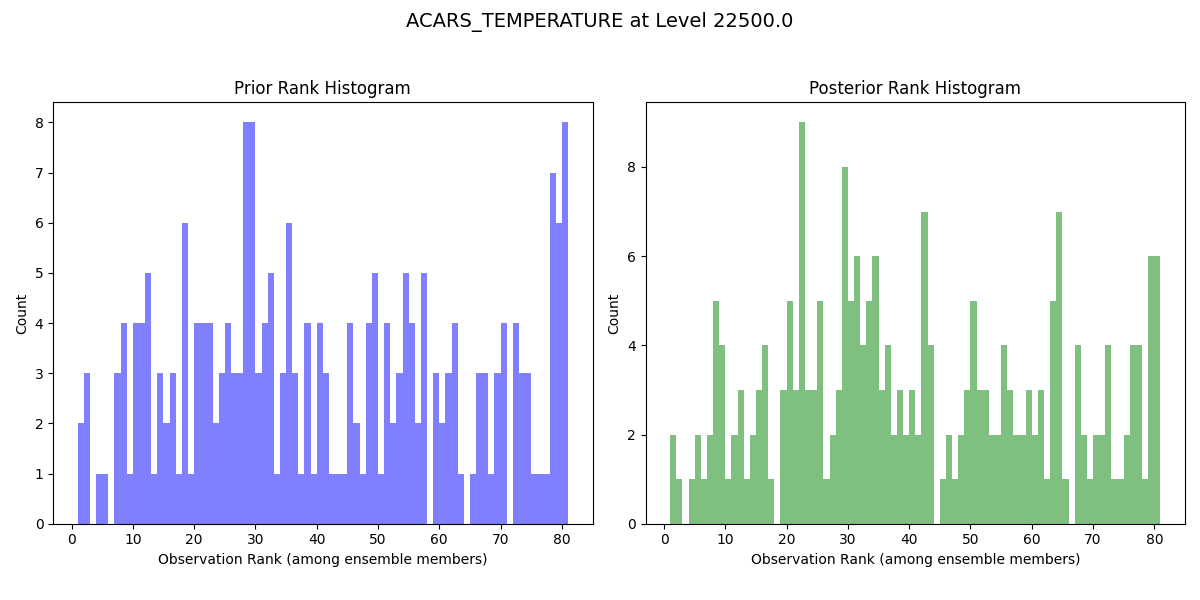 ACARS_TEMPERATURE at Level 22500.0
Prior Rank Histogram
Count
8
7
6
5
4
3
2
1
0
0 10 20 30 40 50 60 70 80
Observation Rank (among ensemble members)
Posterior Rank Histogram
Count
8
6
4
2
0
0 10 20 30 40 50 60 70 80
Observation Rank (among ensemble members)